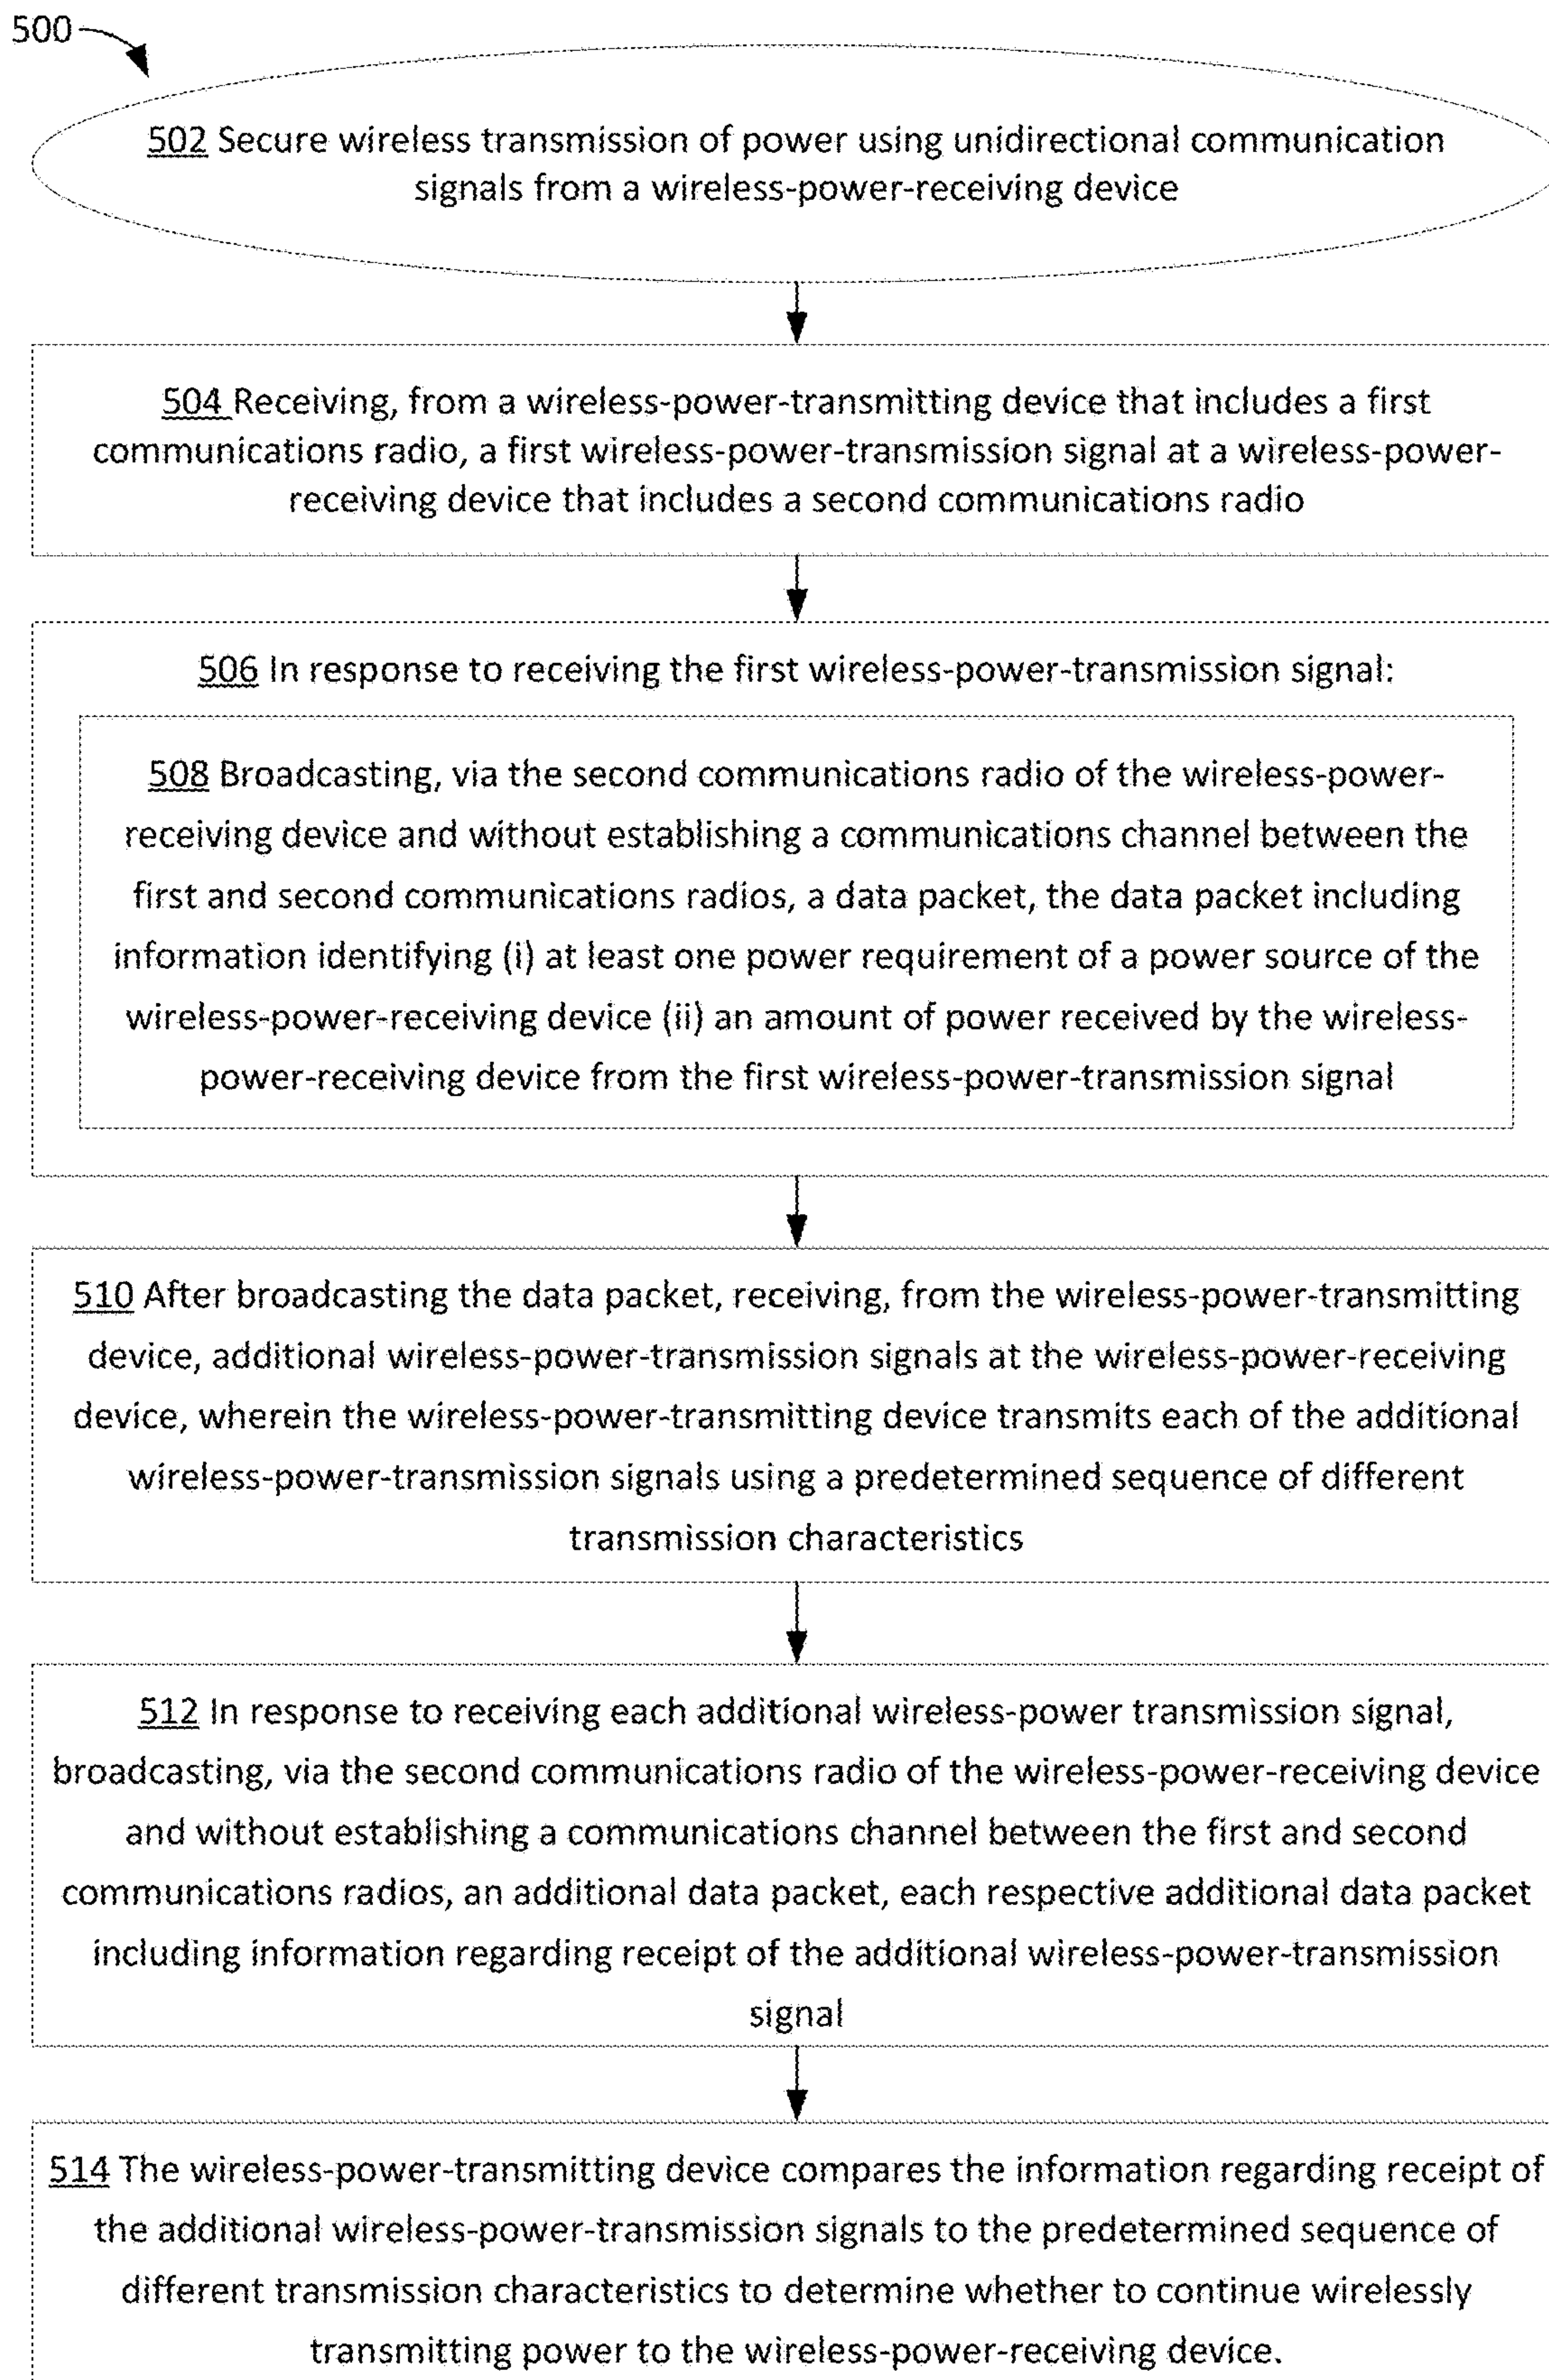 500
502 Secure wireless transmission of power using unidirectional communication
signals from a wireless-power-receiving device
504 Receiving, from a wireless-power-transmitting device that includes a first
communications radio, a first wireless-power-transmission signal at a wireless-power-
receiving device that includes a second communications radio
506 In response to receiving the first wireless-power-transmission signal:
508 Broadcasting, via the second communications radio of the wireless-power-
receiving device and without establishing a communications channel between the
first and second communications radios, a data packet, the data packet including
information identifying (i) at least one power requirement of a power source of the
wireless-power-receiving device (ii) an amount of power received by the wireless-
power-receiving device from the first wireless-power-transmission signal
510 After broadcasting the data packet, receiving, from the wireless-power-transmitting
device, additional wireless-power-transmission signals at the wireless-power-receiving
device, wherein the wireless-power-transmitting device transmits each of the additional
wireless-power-transmission signals using a predetermined sequence of different
transmission characteristics
512 In response to receiving each additional wireless-power transmission signal,
broadcasting, via the second communications radio of the wireless-power-receiving device
and without establishing a communications channel between the first and second
communications radios, an additional data packet, each respective additional data packet
including information regarding receipt of the additional wireless-power-transmission
signal
514 The wireless-power-transmitting device compares the information regarding receipt of
the additional wireless-power-transmission signals to the predetermined sequence of
different transmission characteristics to determine whether to continue wirelessly
transmitting power to the wireless-power-receiving device.